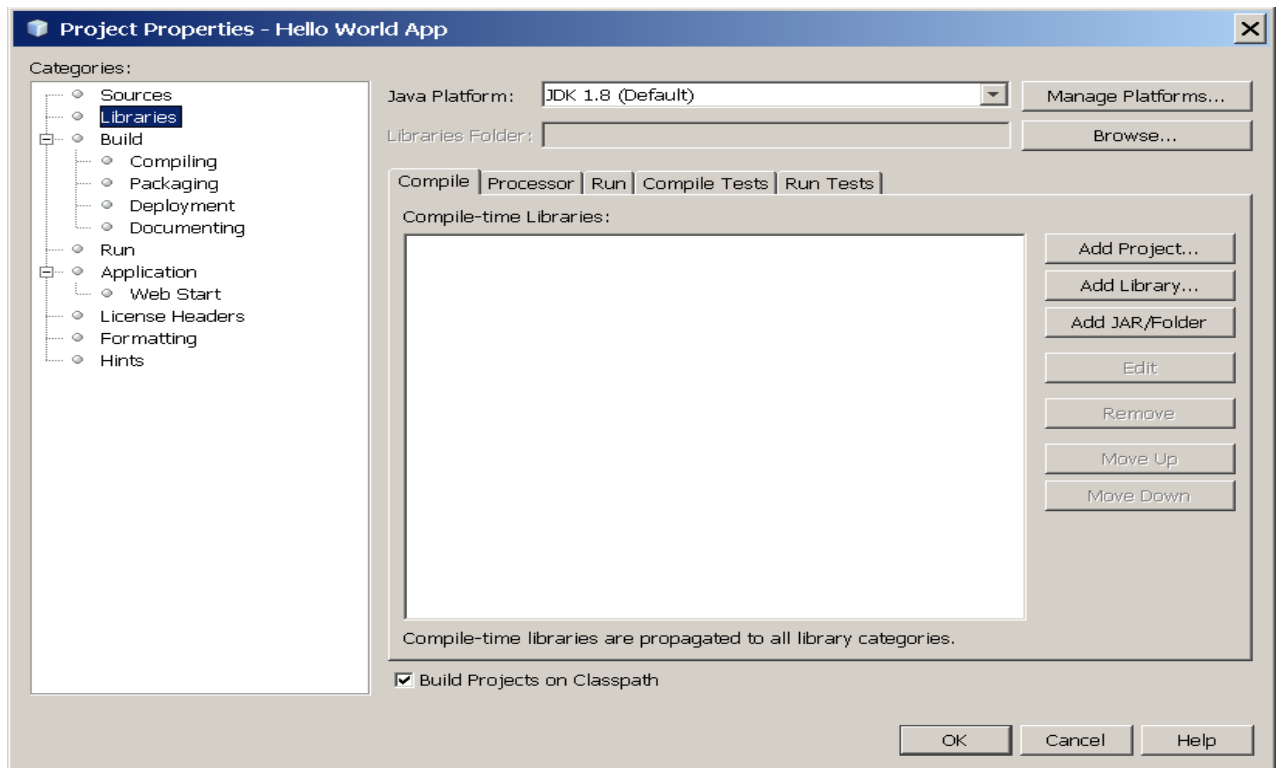 Project Properties - Hello World App
Categories:
Sources
Libraries
Build
Compiling
Packaging
Deployment
Documenting
Run
Application
Web Start
License Headers
Formatting
Hints
Java Platform: JDK 1.8 (Default) Manage Platforms...
Libraries Folder: Browse...
Compile Processor Run Compile Tests Run Tests
Compile-time Libraries:
Add Project...
Add Library...
Add JAR/Folder
Edit
Remove
Move Up
Move Down
Compile-time libraries are propagated to all library categories.
Build Projects on Classpath
OK Cancel Help